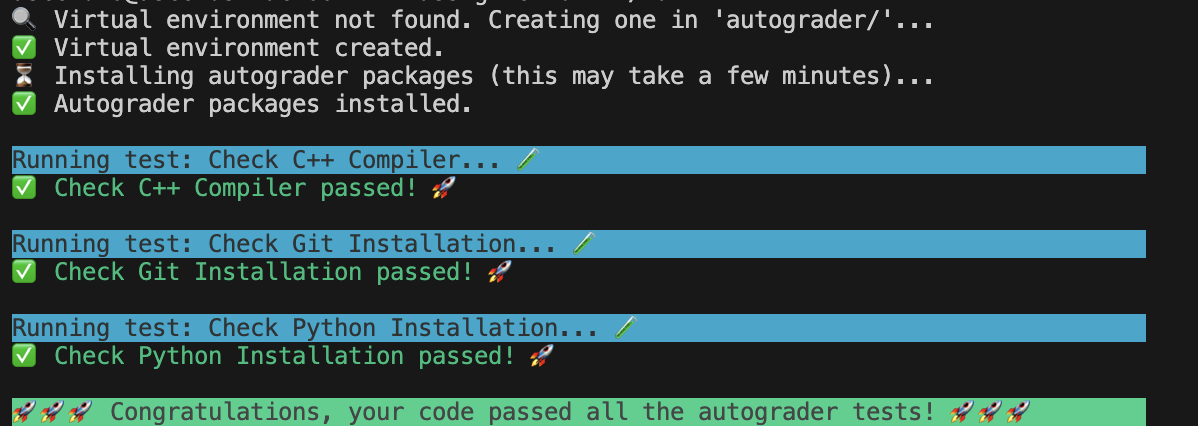 🔍 Virtual environment not found. Creating one in 'autograder/'...
✅ Virtual environment created.
⏳ Installing autograder packages (this may take a few minutes)...
✅ Autograder packages installed.
Running test: Check C++ Compiler... 🧪
✅ Check C++ Compiler passed! 🚀
Running test: Check Git Installation... 🧪
✅ Check Git Installation passed! 🚀
Running test: Check Python Installation... 🧪
✅ Check Python Installation passed! 🚀
🚀🚀🚀 Congratulations, your code passed all the autograder tests! 🚀🚀🚀